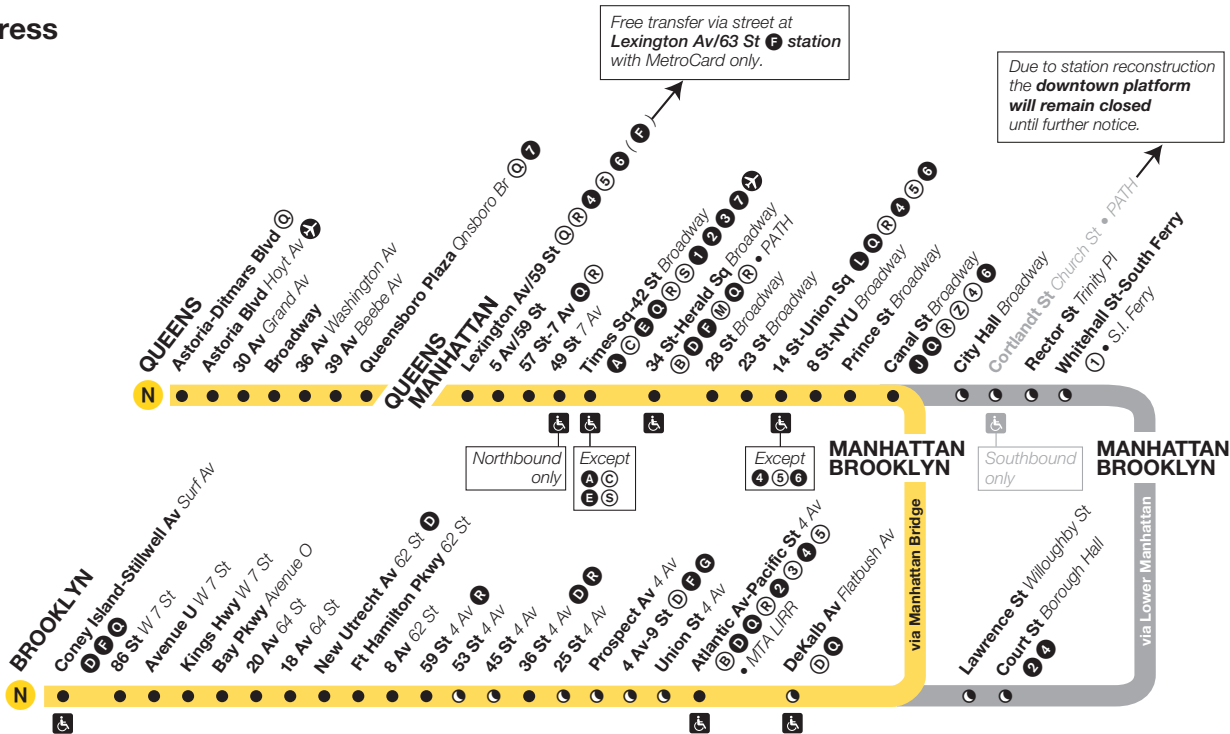 ress
Free transfer via street at
Lexington Av/63 St F station
with MetroCard only.
Due to station reconstruction
the downtown platform
will remain closed
until further notice.
N
QUEENS
Astoria-Ditmars Blvd Q
Astoria Blvd Hoyt Av
30 Av Grand Av
Broadway
36 Av Washington Av
39 Av Beebe Av
Queensboro Plaza Qnsboro Br Q 7
QUEENS
MANHATTAN
Lexington Av/59 St Q R 4 5 6 ( F )
5 Av/59 St
57 St-7 Av Q R
49 St 7 Av
Times Sq-42 St Broadway
A C E Q R S 1 2 3 7
34 St Herald Sq Broadway
B D F M Q R • PATH
28 St Broadway
23 St Broadway
14 St-Union Sq L Q R 4 5 6
8 St-NYU Broadway
Prince St Broadway
Canal St Broadway
J Q R Z 4 6
City Hall Broadway
Cortlandt St Church St • PATH
Rector St Trinity Pl
Whitehall St-South Ferry
1 • S.I. Ferry
Northbound
only
Except
A C
E S
Except
4 5 6
MANHATTAN
BROOKLYN
Southbound
only
MANHATTAN
BROOKLYN
via Manhattan Bridge
via Lower Manhattan
N
BROOKLYN
Coney Island-Stillwell Av Surf Av
D F Q
86 St W 7 St
Avenue U W 7 St
Kings Hwy W 7 St
Bay Pkwy Avenue O
20 Av 64 St
18 Av 64 St
New Utrecht Av 62 St D
Ft Hamilton Pkwy 62 St
8 Av 62 St
59 St 4 Av R
53 St 4 Av
45 St 4 Av
36 St 4 Av D R
25 St 4 Av
Prospect Av 4 Av
4 Av-9 St D F G
Union St 4 Av
Atlantic Av-Pacific St 4 Av
B D Q R 2 3 4 5
• MTA LIRR
DeKalb Av Flatbush Av
D Q
Lawrence St Willoughby St
Court St Borough Hall
2 4